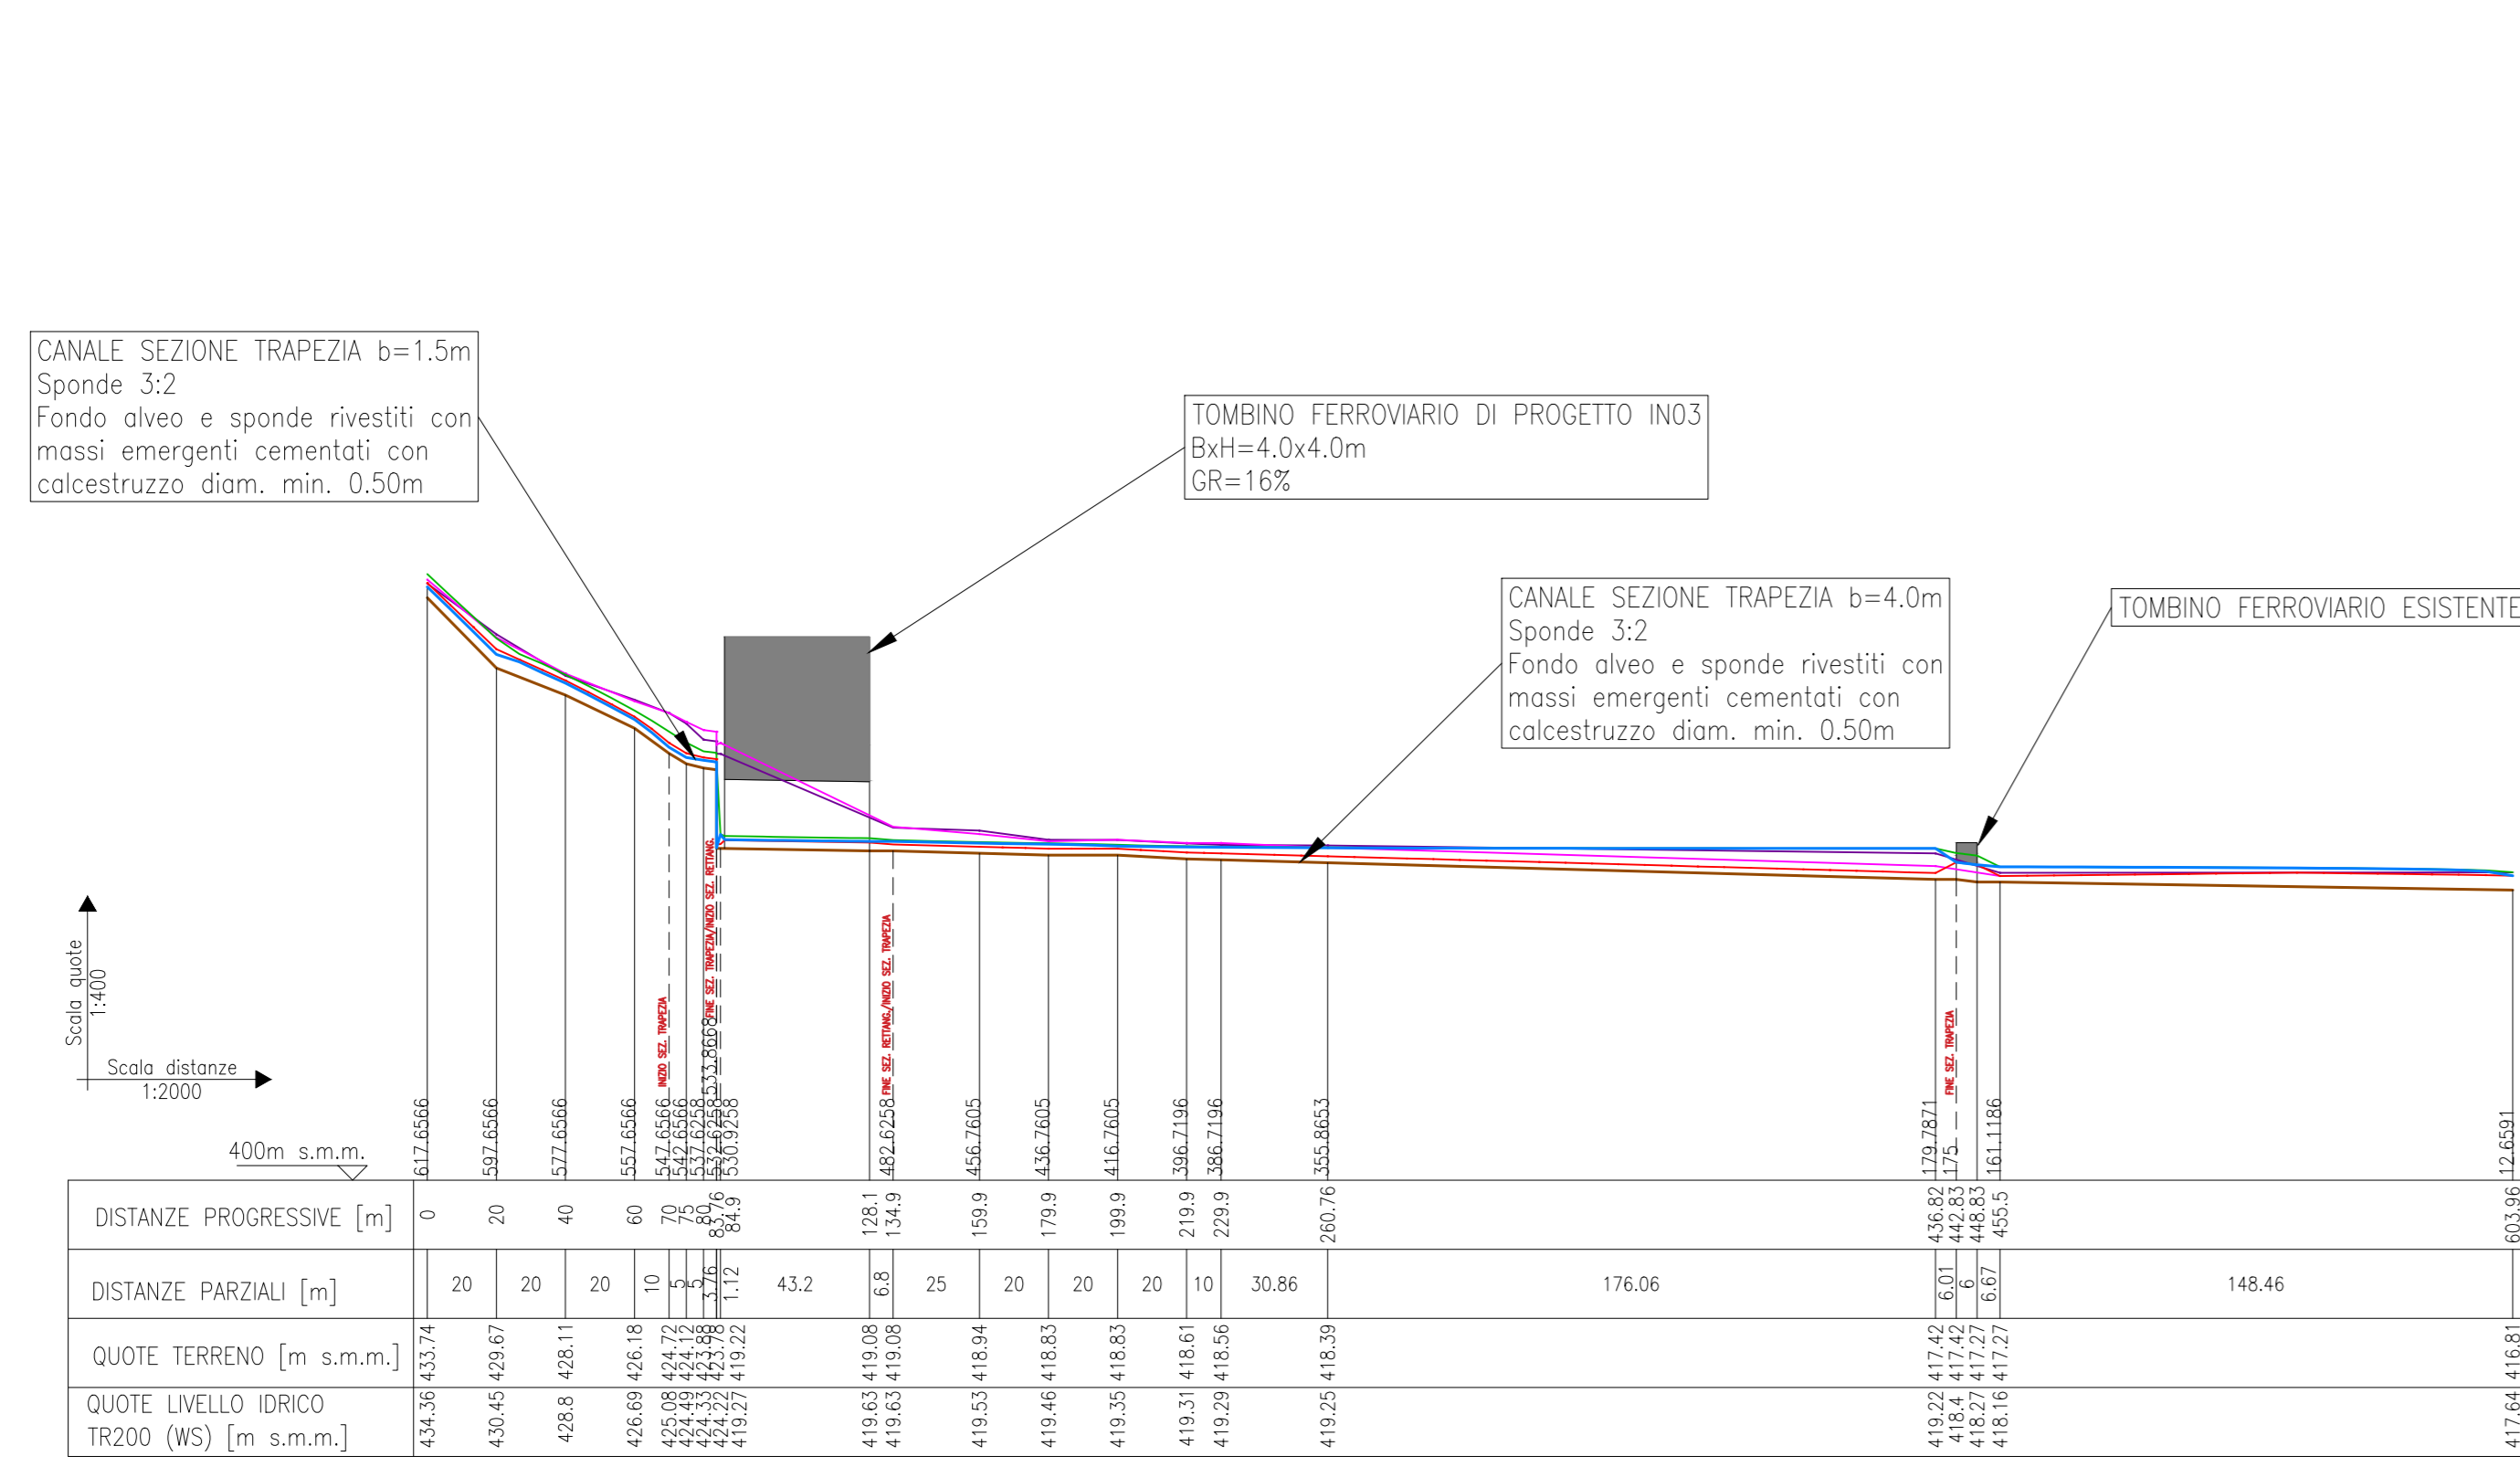 CANALE SEZIONE TRAPEZIA b=1.5m
Sponde 3:2
Fondo alveo e sponde rivestiti con
massi emergenti cementati con
calcestruzzo diam. min. 0.50m
TOMBINO FERROVIARIO DI PROGETTO IN03
BxH=4.0x4.0m
GR=16%
CANALE SEZIONE TRAPEZIA b=4.0m
Sponde 3:2
Fondo alveo e sponde rivestiti con
massi emergenti cementati con
calcestruzzo diam. min. 0.50m
TOMBINO FERROVIARIO ESISTENTE
Scala quote
1:400
Scala distanze
1:2000
400m s.m.m.
INIZIO SEZ. TRAPEZIA
FINE SEZ. TRAPEZIA/INIZIO SEZ. RETTANG.
FINE SEZ. RETTANG./INIZIO SEZ. TRAPEZIA
FINE SEZ. TRAPEZIA
617.6566 597.6566 577.6566 557.6566 547.6566 542.6566 537.6258 532.6258 533.8668 530.9258 482.6258 456.7605 436.7605 416.7605 396.7196 386.7196 355.8653 179.7871 175 161.1186 12.6591
DISTANZE PROGRESSIVE [m] 0 20 40 60 70 75 80 83.76 84.9 128.1 134.9 159.9 179.9 199.9 219.9 229.9 260.76 436.82 442.83 448.83 455.5 603.96
DISTANZE PARZIALI [m] 20 20 20 10 5 5 3.76 1.12 43.2 6.8 25 20 20 20 10 30.86 176.06 6.01 6 6.67 148.46
QUOTE TERRENO [m s.m.m.] 433.74 429.67 428.11 426.18 424.72 424.12 423.88 423.78 419.22 419.08 419.08 418.94 418.83 418.83 418.61 418.56 418.39 417.42 417.42 417.27 417.27 416.81
QUOTE LIVELLO IDRICO
TR200 (WS) [m s.m.m.] 434.36 430.45 428.8 426.69 425.08 424.49 424.33 424.22 419.27 419.63 419.63 419.53 419.46 419.35 419.31 419.29 419.25 419.22 418.4 418.27 418.16 417.64